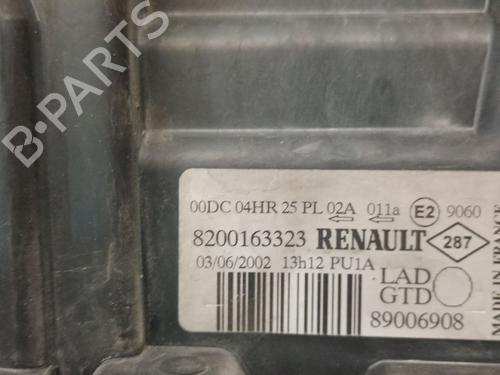 B-PARTS
00DC 04HR 25 PL 02A 011a E2 9060
8200163323 RENAULT 287
03/06/2002 13h12 PU1A LAD
GTD
89006908
MADE IN FRANCE